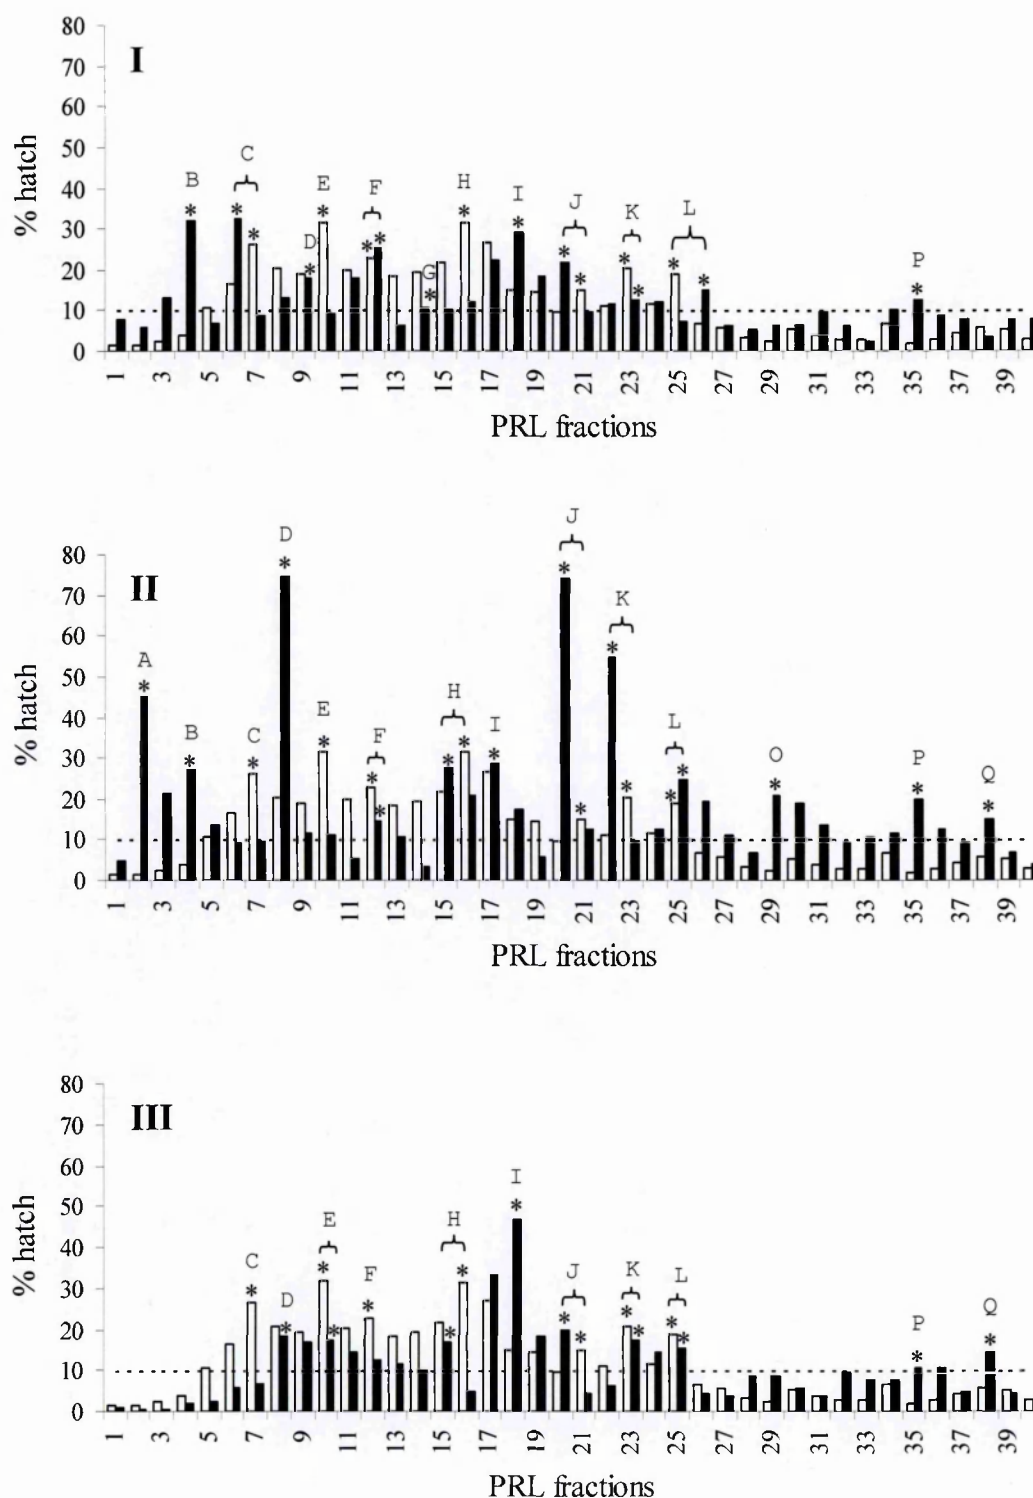 80
I
70
60
50
40
30
20
10
0
% hatch
B
C
D
E
F
G
H
I
J
K
L
P
* * * * * * * * * * * * * * * * * *
1 3 5 7 9 11 13 15 17 19 21 23 25 27 29 31 33 35 37 39
PRL fractions
80
II
70
60
50
40
30
20
10
0
% hatch
A
B
C
D
E
F
H
I
J
K
L
O
P
Q
* * * * * * * * * * * * * * * * * * *
1 3 5 7 9 11 13 15 17 19 21 23 25 27 29 31 33 35 37 39
PRL fractions
80
III
70
60
50
40
30
20
10
0
% hatch
C
D
E
F
H
I
J
K
L
P
Q
* * * * * * * * * * * * * * * *
1 3 5 7 9 11 13 15 17 19 21 23 25 27 29 31 33 35 37 39
PRL fractions